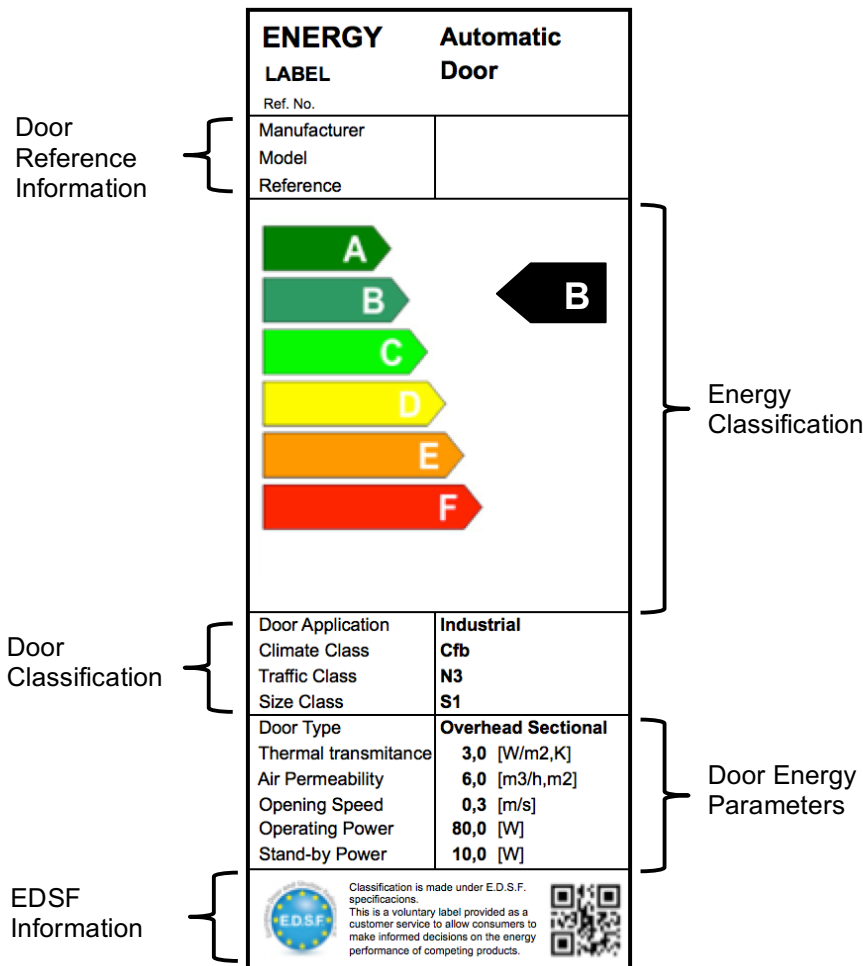 ENERGY Automatic
LABEL Door
Ref. No.
Door
Reference
Information
Manufacturer
Model
Reference
A
B
B
C
D
E
F
Energy
Classification
Door
Classification
Door Application Industrial
Climate Class Cfb
Traffic Class N3
Size Class S1
Door Type Overhead Sectional
Thermal transmitance 3,0 [W/m2,K]
Air Permeability 6,0 [m3/h,m2]
Opening Speed 0,3 [m/s]
Operating Power 80,0 [W]
Stand-by Power 10,0 [W]
Door Energy
Parameters
EDSF
Information
E.D.S.F
Classification is made under E.D.S.F.
specificacions.
This is a voluntary label provided as a
customer service to allow consumers to
make informed decisions on the energy
performance of competing products.